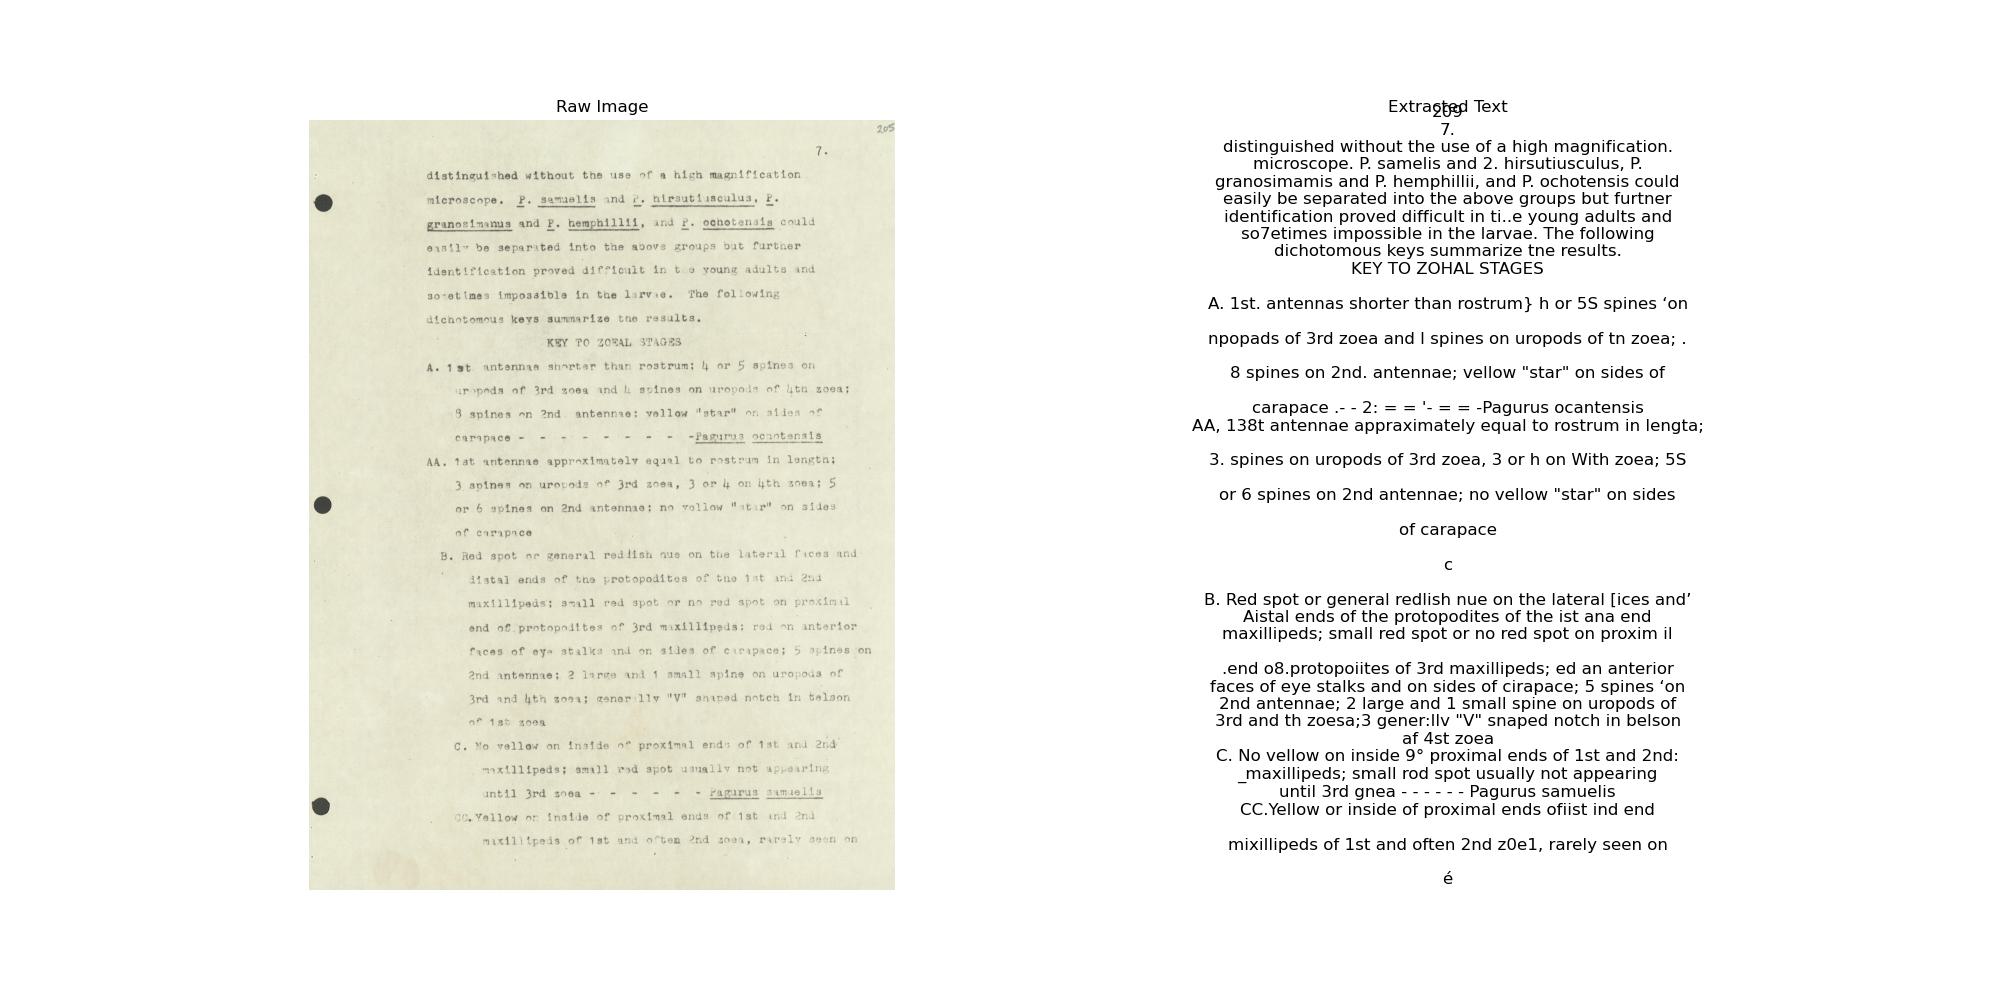 Raw Image
205
7.
distinguished without the use of a high magnification
microscope. P. samuelis and P. hirsutiusculus, P.
granosimanus and P. hemphillii, and P. ochotensis could
easily be separated into the above groups but further
identification proved difficult in the young adults and
sometimes impossible in the larvae. The following
dichotomous keys summarize tne results.
KEY TO ZOEAL STAGES
A. 1st antennae shorter than rostrum; 4 or 5 spines on
uropods of 3rd zoea and 4 spines on uropods of 4th zoea;
8 spines on 2nd antennae; yellow "star" on sides of
carapace - - - - - - - - -Pagurus ochotensis
AA. 1st antennae approximately equal to rostrum in length;
3 spines on uropods of 3rd zoea, 3 or 4 on 4th zoea; 5
or 6 spines on 2nd antennae; no yellow "star" on sides
of carapace
B. Red spot or general reddish hue on the lateral faces and
distal ends of the protopodites of the 1st and 2nd
maxillipeds; small red spot or no red spot on proximal
end of protopodites of 3rd maxillipeds; red on anterior
faces of eye stalks and on sides of carapace; 5 spines on
2nd antennae; 2 large and 1 small spine on uropods of
3rd and 4th zoea; generally "V" shaped notch in telson
of 1st zoea
C. No yellow on inside of proximal ends of 1st and 2nd
maxillipeds; small red spot usually not appearing
until 3rd zoea - - - - - - Pagurus samuelis
CC.Yellow on inside of proximal ends of 1st and 2nd
maxillipeds of 1st and often 2nd zoea, rarely seen on
Extracted Text
209
7.
distinguished without the use of a high magnification.
microscope. P. samelis and 2. hirsutiusculus, P.
granosimamis and P. hemphillii, and P. ochotensis could
easily be separated into the above groups but furtner
identification proved difficult in ti..e young adults and
so7etimes impossible in the larvae. The following
dichotomous keys summarize tne results.
KEY TO ZOHAL STAGES
A. 1st. antennas shorter than rostrum} h or 5S spines ‘on
npopads of 3rd zoea and l spines on uropods of tn zoea; .
8 spines on 2nd. antennae; vellow "star" on sides of
carapace .- - 2: = = '- = = -Pagurus ocantensis
AA, 138t antennae appraximately equal to rostrum in lengta;
3. spines on uropods of 3rd zoea, 3 or h on With zoea; 5S
or 6 spines on 2nd antennae; no vellow "star" on sides
of carapace
c
B. Red spot or general redlish nue on the lateral [ices and’
Aistal ends of the protopodites of the ist ana end
maxillipeds; small red spot or no red spot on proxim il
.end o8.protopoiites of 3rd maxillipeds; ed an anterior
faces of eye stalks and on sides of cirapace; 5 spines ‘on
2nd antennae; 2 large and 1 small spine on uropods of
3rd and th zoesa;3 gener:llv "V" snaped notch in belson
af 4st zoea
C. No vellow on inside 9° proximal ends of 1st and 2nd:
_maxillipeds; small rod spot usually not appearing
until 3rd gnea - - - - - - Pagurus samuelis
CC.Yellow or inside of proximal ends ofiist ind end
mixillipeds of 1st and often 2nd z0e1, rarely seen on
é